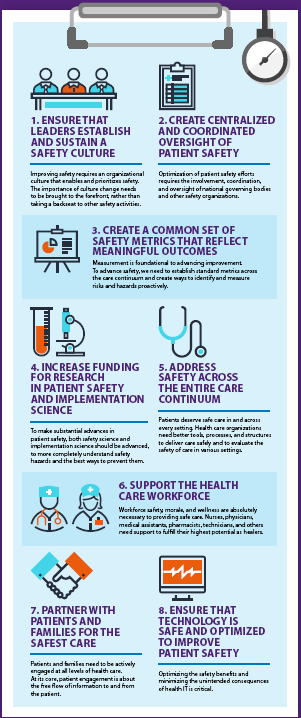 1. ENSURE THAT
LEADERS ESTABLISH
AND SUSTAIN A
SAFETY CULTURE
Improving safety requires an organizational
culture that enables and prioritizes safety.
The importance of culture change needs
to be brought to the forefront, rather than
taking a backseat to other safety activities.
2. CREATE CENTRALIZED
AND COORDINATED
OVERSIGHT OF
PATIENT SAFETY
Optimization of patient safety efforts
requires the involvement, coordination,
and oversight of national governing bodies
and other safety organizations.
3. CREATE A COMMON SET OF
SAFETY METRICS THAT REFLECT
MEANINGFUL OUTCOMES
Measurement is foundational to advancing improvement.
To advance safety, we need to establish standard metrics across
the care continuum and create ways to identify and measure
risks and hazards proactively.
4. INCREASE FUNDING
FOR RESEARCH
IN PATIENT SAFETY
AND IMPLEMENTATION
SCIENCE
To make substantial advances in
patient safety, both safety science and
implementation science should be advanced,
to more completely understand safety
hazards and the best ways to prevent them.
5. ADDRESS
SAFETY ACROSS
THE ENTIRE CARE
CONTINUUM
Patients deserve safe care in and across
every setting. Health care organizations
need better tools, processes, and structures
to deliver care safely and to evaluate the
safety of care in various settings.
6. SUPPORT THE HEALTH
CARE WORKFORCE
Workforce safety, morale, and wellness are absolutely
necessary to providing safe care. Nurses, physicians,
medical assistants, pharmacists, technicians, and others
need support to fulfill their highest potential as healers.
7. PARTNER WITH
PATIENTS AND
FAMILIES FOR THE
SAFEST CARE
Patients and families need to be actively
engaged at all levels of health care.
At its core, patient engagement is about
the free flow of information to and from
the patient.
8. ENSURE THAT
TECHNOLOGY IS
SAFE AND OPTIMIZED
TO IMPROVE
PATIENT SAFETY
Optimizing the safety benefits and
minimizing the unintended consequences
of health IT is critical.